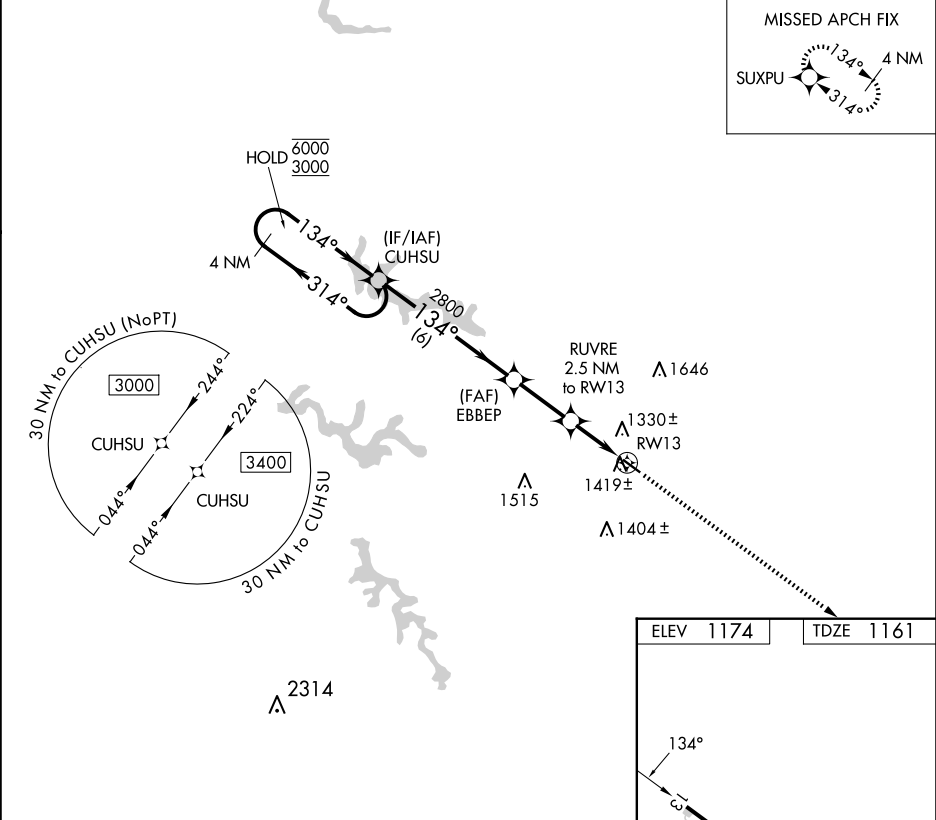 MISSED APCH FIX
SUXPU
134°
4 NM
314°
HOLD 6000
3000
134°
4 NM
314°
(IF/IAF)
CUHSU
2800
134°
(6)
(FAF)
EBBEP
RUVRE
2.5 NM
to RW13
1646
1330±
RW13
1419±
1515
1404±
30 NM to CUHSU (NoPT)
3000
244°
CUHSU
044°
224°
3400
CUHSU
044°
30 NM to CUHSU
2314
ELEV 1174
TDZE 1161
134°
13